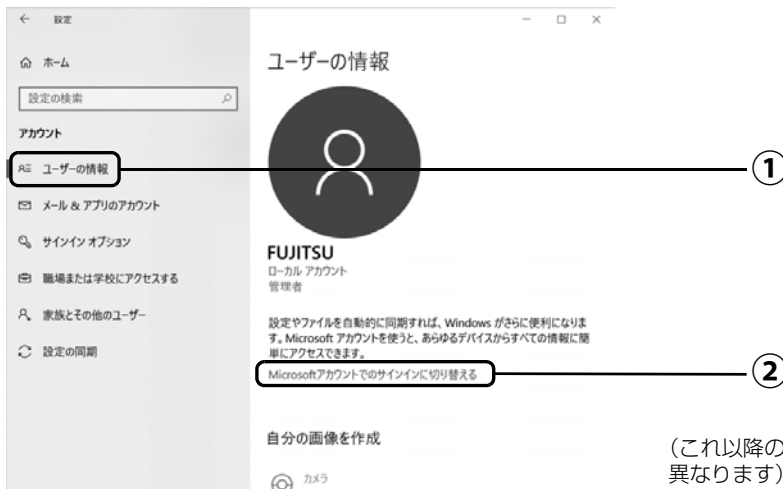 設定
ホーム
設定の検索
アカウント
ユーザーの情報
メール & アプリのアカウント
サインイン オプション
職場または学校にアクセスする
家族とその他のユーザー
設定の同期
ユーザーの情報
FUJITSU
ローカル アカウント
管理者
設定やファイルを自動的に同期すれば、Windows がさらに便利になりま
す。Microsoft アカウントを使うと、あらゆるデバイスからすべての情報に簡
単にアクセスできます。
Microsoftアカウントでのサインインに切り替える
自分の画像を作成
カメラ
①
②
（これ以降の
異なります）